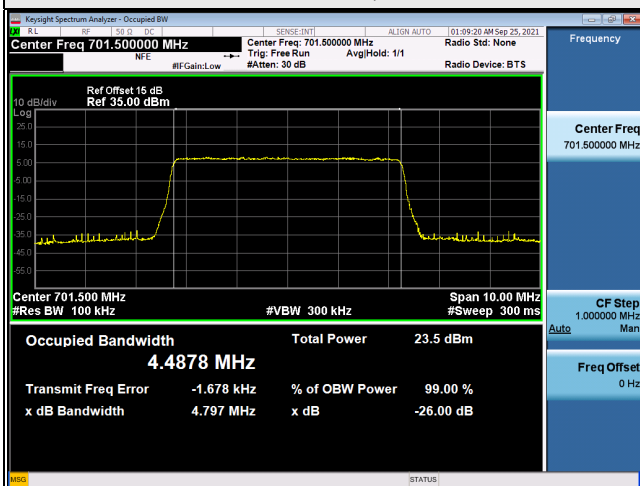 Keysight Spectrum Analyzer - Occupied BW
LXI RL RF 50 Ω DC SENSE:INT ALIGN AUTO 01:09:20 AM Sep 25, 2021
Center Freq 701.500000 MHz Center Freq: 701.500000 MHz Radio Std: None Frequency
NFE Trig: Free Run Avg|Hold: 1/1
#IFGain:Low #Atten: 30 dB Radio Device: BTS
Ref Offset 15 dB
10 dB/div Ref 35.00 dBm
Log
25.0
15.0
5.00
-5.00
-15.0
-25.0
-35.0
-45.0
-55.0
Center Freq
701.500000 MHz
Center 701.500 MHz Span 10.00 MHz
#Res BW 100 kHz #VBW 300 kHz #Sweep 300 ms
CF Step
1.000000 MHz
Auto Man
Freq Offset
0 Hz
Occupied Bandwidth Total Power 23.5 dBm
4.4878 MHz
Transmit Freq Error -1.678 kHz % of OBW Power 99.00 %
x dB Bandwidth 4.797 MHz x dB -26.00 dB
MSG STATUS